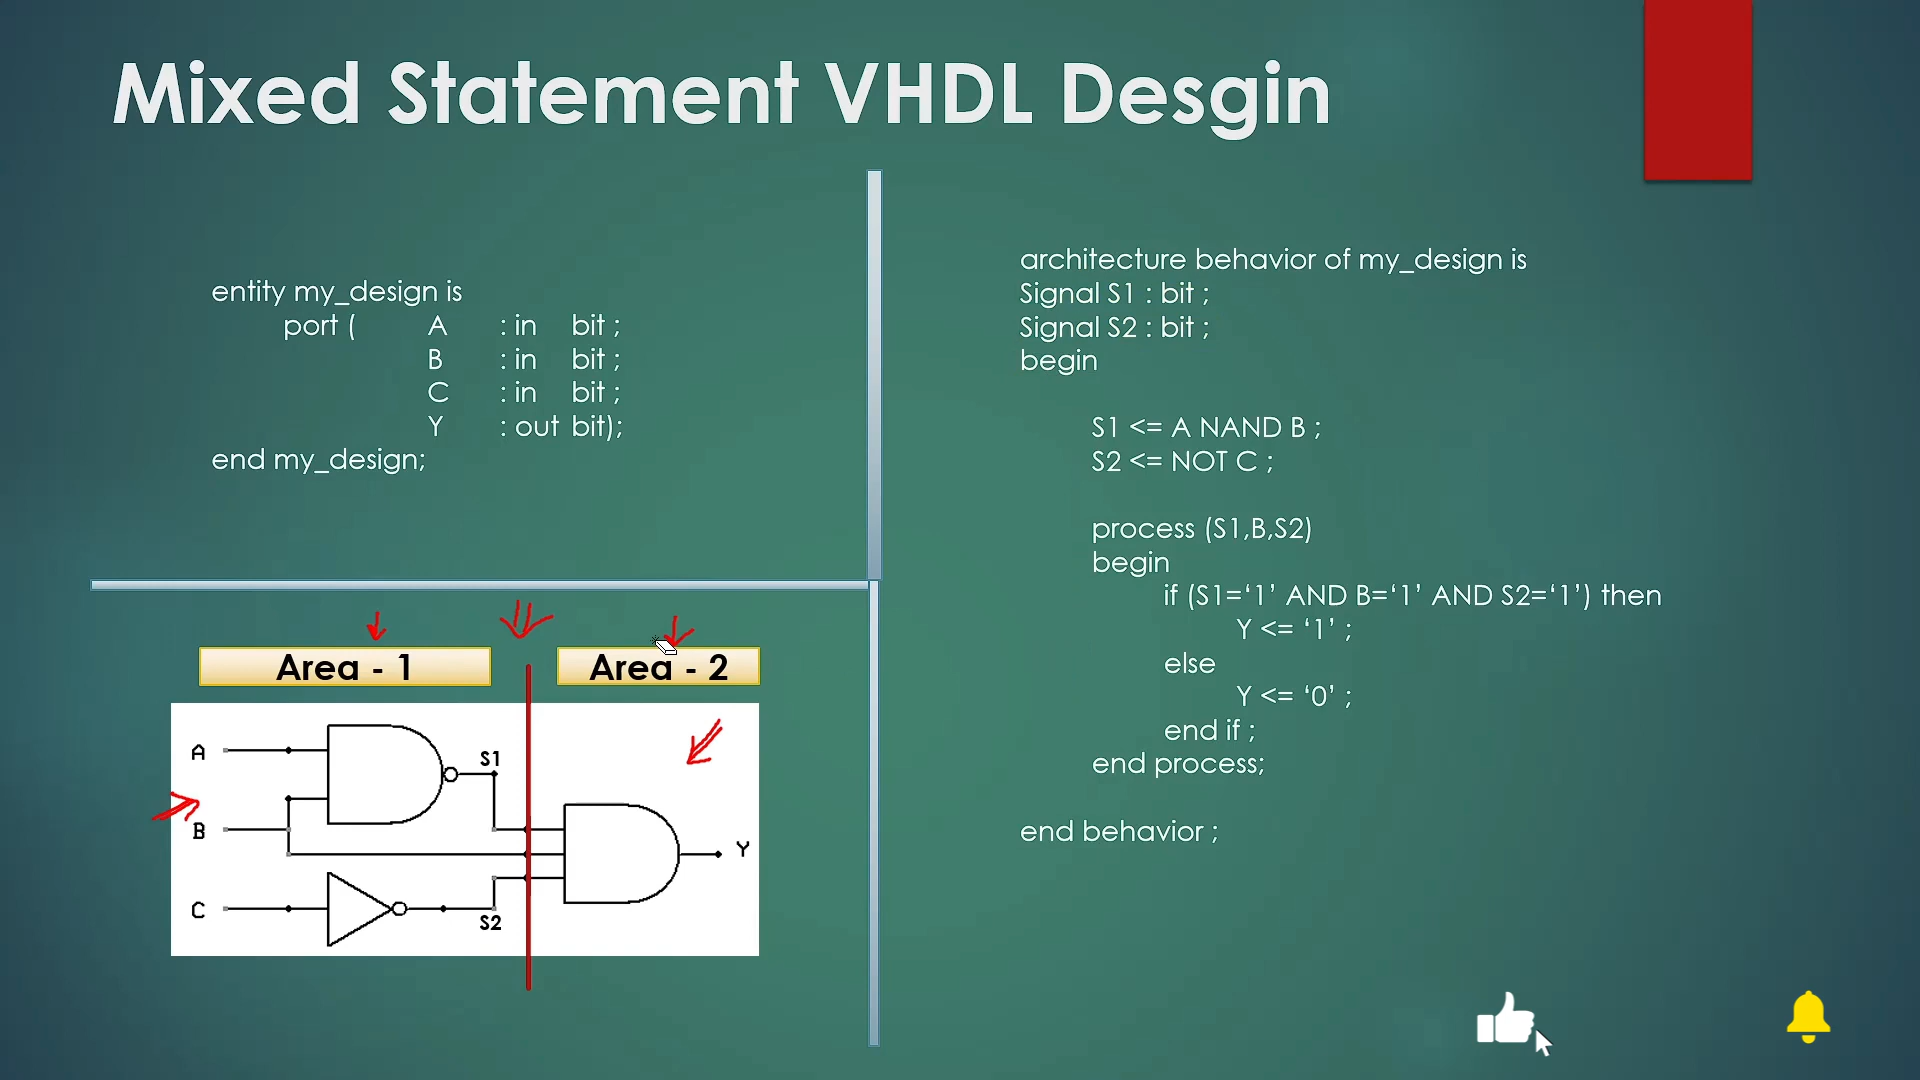 Mixed Statement VHDL Desgin
entity my_design is
port ( A : in bit ;
B : in bit ;
C : in bit ;
Y : out bit);
end my_design;
Area - 1
Area - 2
A
B
C
S1
S2
Y
architecture behavior of my_design is
Signal S1 : bit ;
Signal S2 : bit ;
begin
S1 <= A NAND B ;
S2 <= NOT C ;
process (S1,B,S2)
begin
if (S1=‘1’ AND B=‘1’ AND S2=‘1’) then
Y <= ‘1’ ;
else
Y <= ‘0’ ;
end if ;
end process;
end behavior ;